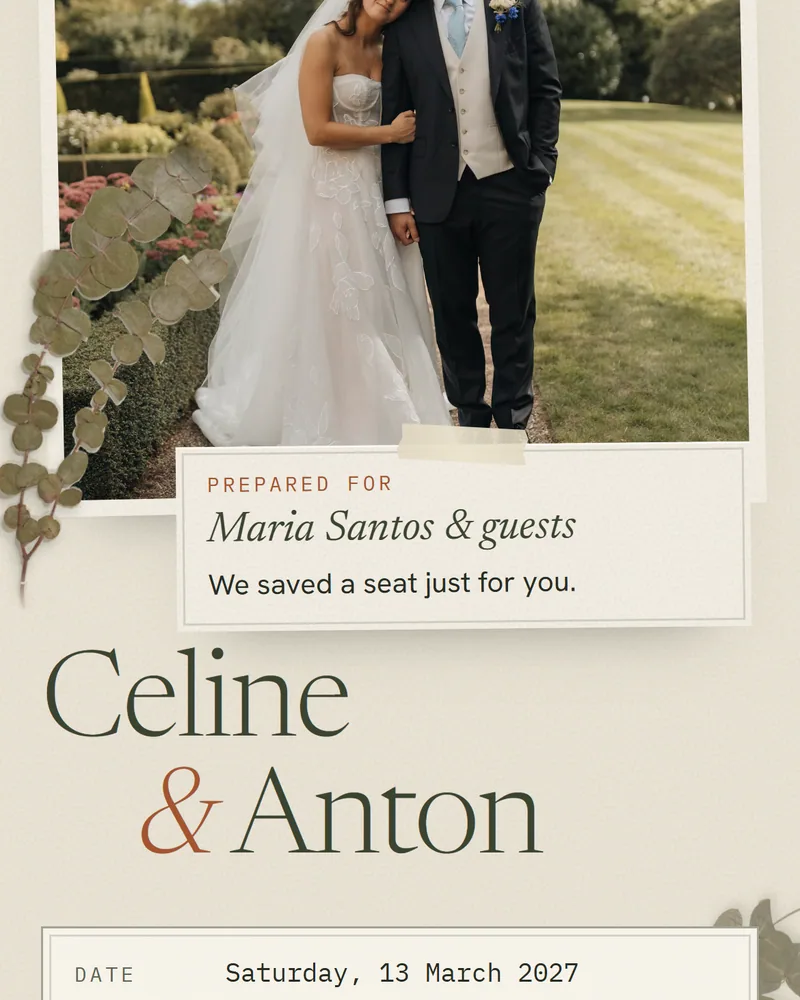 PREPARED FOR
Maria Santos & guests
We saved a seat just for you.
Celine
& Anton
DATE Saturday, 13 March 2027